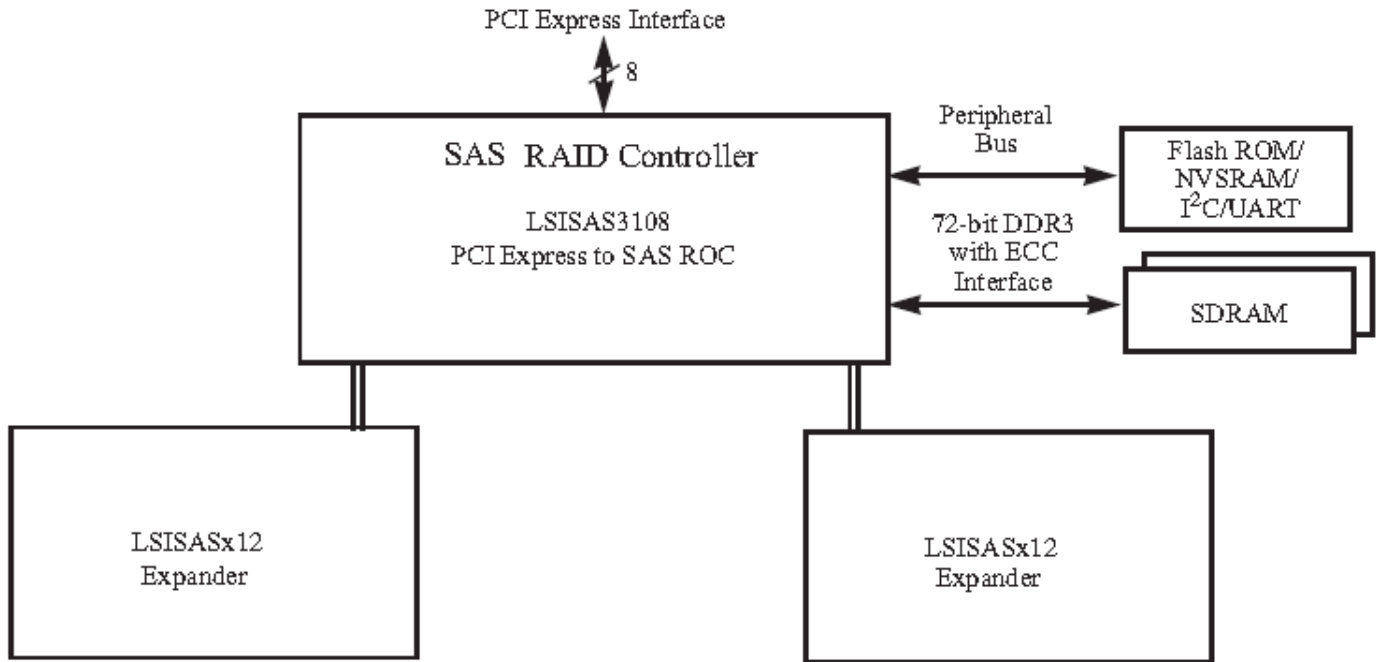 PCI Express Interface
8
SAS RAID Controller
LSISAS3108
PCI Express to SAS ROC
Peripheral
Bus
Flash ROM/
NVSRAM/
I²C/UART
72-bit DDR3
with ECC
Interface
SDRAM
LSISASx12
Expander
LSISASx12
Expander